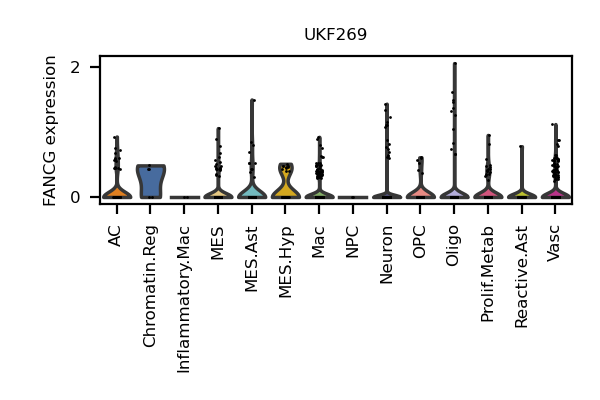 UKF269
FANCG expression
2
0
AC
Chromatin.Reg
Inflammatory.Mac
MES
MES.Ast
MES.Hyp
Mac
NPC
Neuron
OPC
Oligo
Prolif.Metab
Reactive.Ast
Vasc